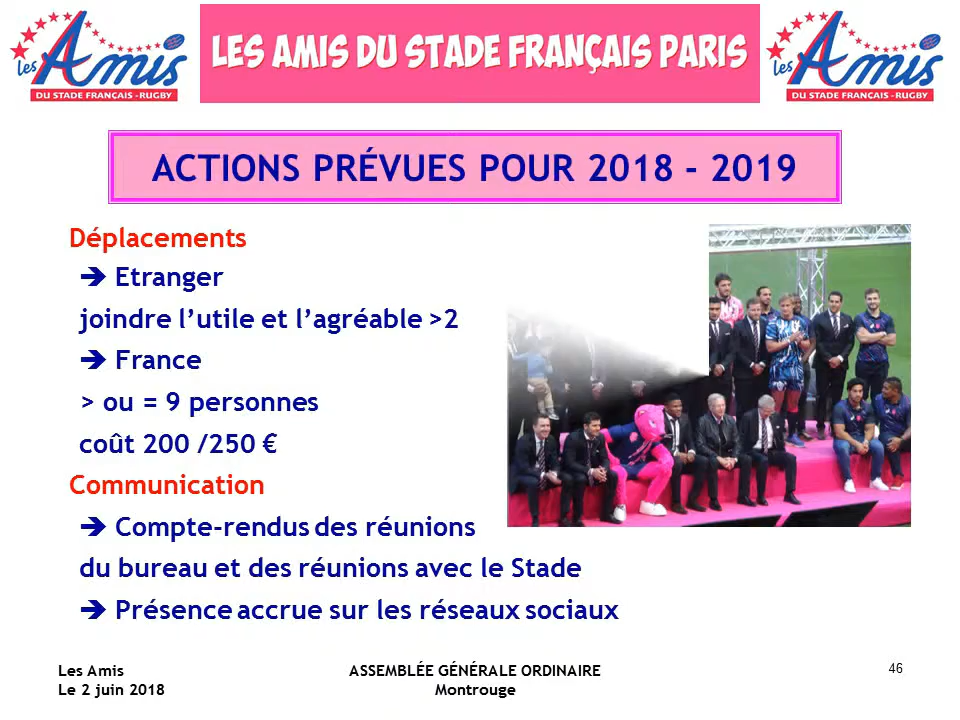 les Amis
DU STADE FRANÇAIS - RUGBY
LES AMIS DU STADE FRANÇAIS PARIS
les Amis
DU STADE FRANÇAIS - RUGBY
ACTIONS PRÉVUES POUR 2018 - 2019
Déplacements
➔ Etranger
joindre l’utile et l’agréable >2
➔ France
> ou = 9 personnes
coût 200 /250 €
Communication
➔ Compte-rendus des réunions
du bureau et des réunions avec le Stade
➔ Présence accrue sur les réseaux sociaux
Les Amis
Le 2 juin 2018
ASSEMBLÉE GÉNÉRALE ORDINAIRE
Montrouge
46